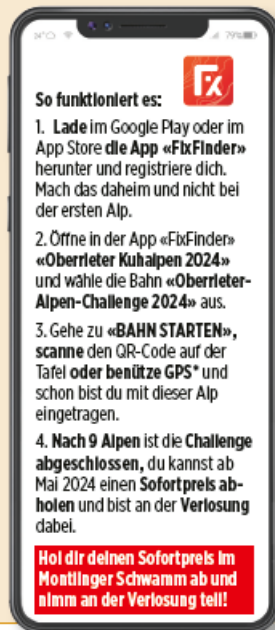 79%
FX
So funktioniert es:
1. Lade im Google Play oder im
App Store die App «FixFinder»
herunter und registriere dich.
Mach das daheim und nicht bei
der ersten Alp.
2. Öffne in der App «FixFinder»
«Oberrieter Kuhalpen 2024»
und wähle die Bahn «Oberrieter-
Alpen-Challenge 2024» aus.
3. Gehe zu «BAHN STARTEN»,
scanne den QR-Code auf der
Tafel oder benütze GPS* und
schon bist du mit dieser Alp
eingetragen.
4. Nach 9 Alpen ist die Challenge
abgeschlossen, du kannst ab
Mai 2024 einen Sofortpreis ab-
holen und bist an der Verlosung
dabei.
Hol dir deinen Sofortpreis im
Montlinger Schwamm ab und
nimm an der Verlosung teil!